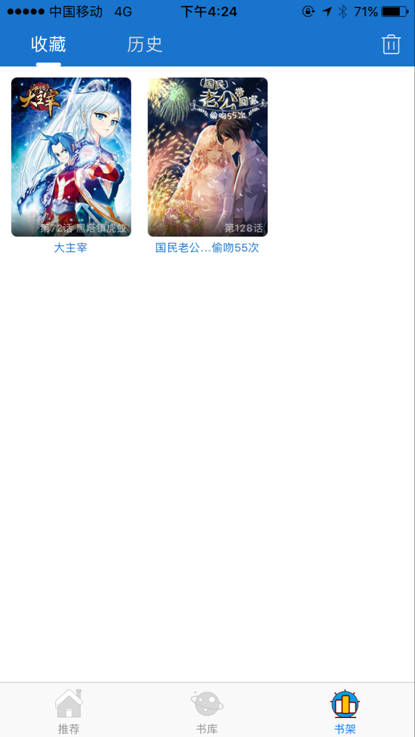 中国移动 4G 下午4:24 71%
收藏 历史
大主宰
国民老公带回家
偷吻55次
第72话 黑塔镇虎蛟
第128话
大主宰 国民老公...偷吻55次
推荐 书库 书架